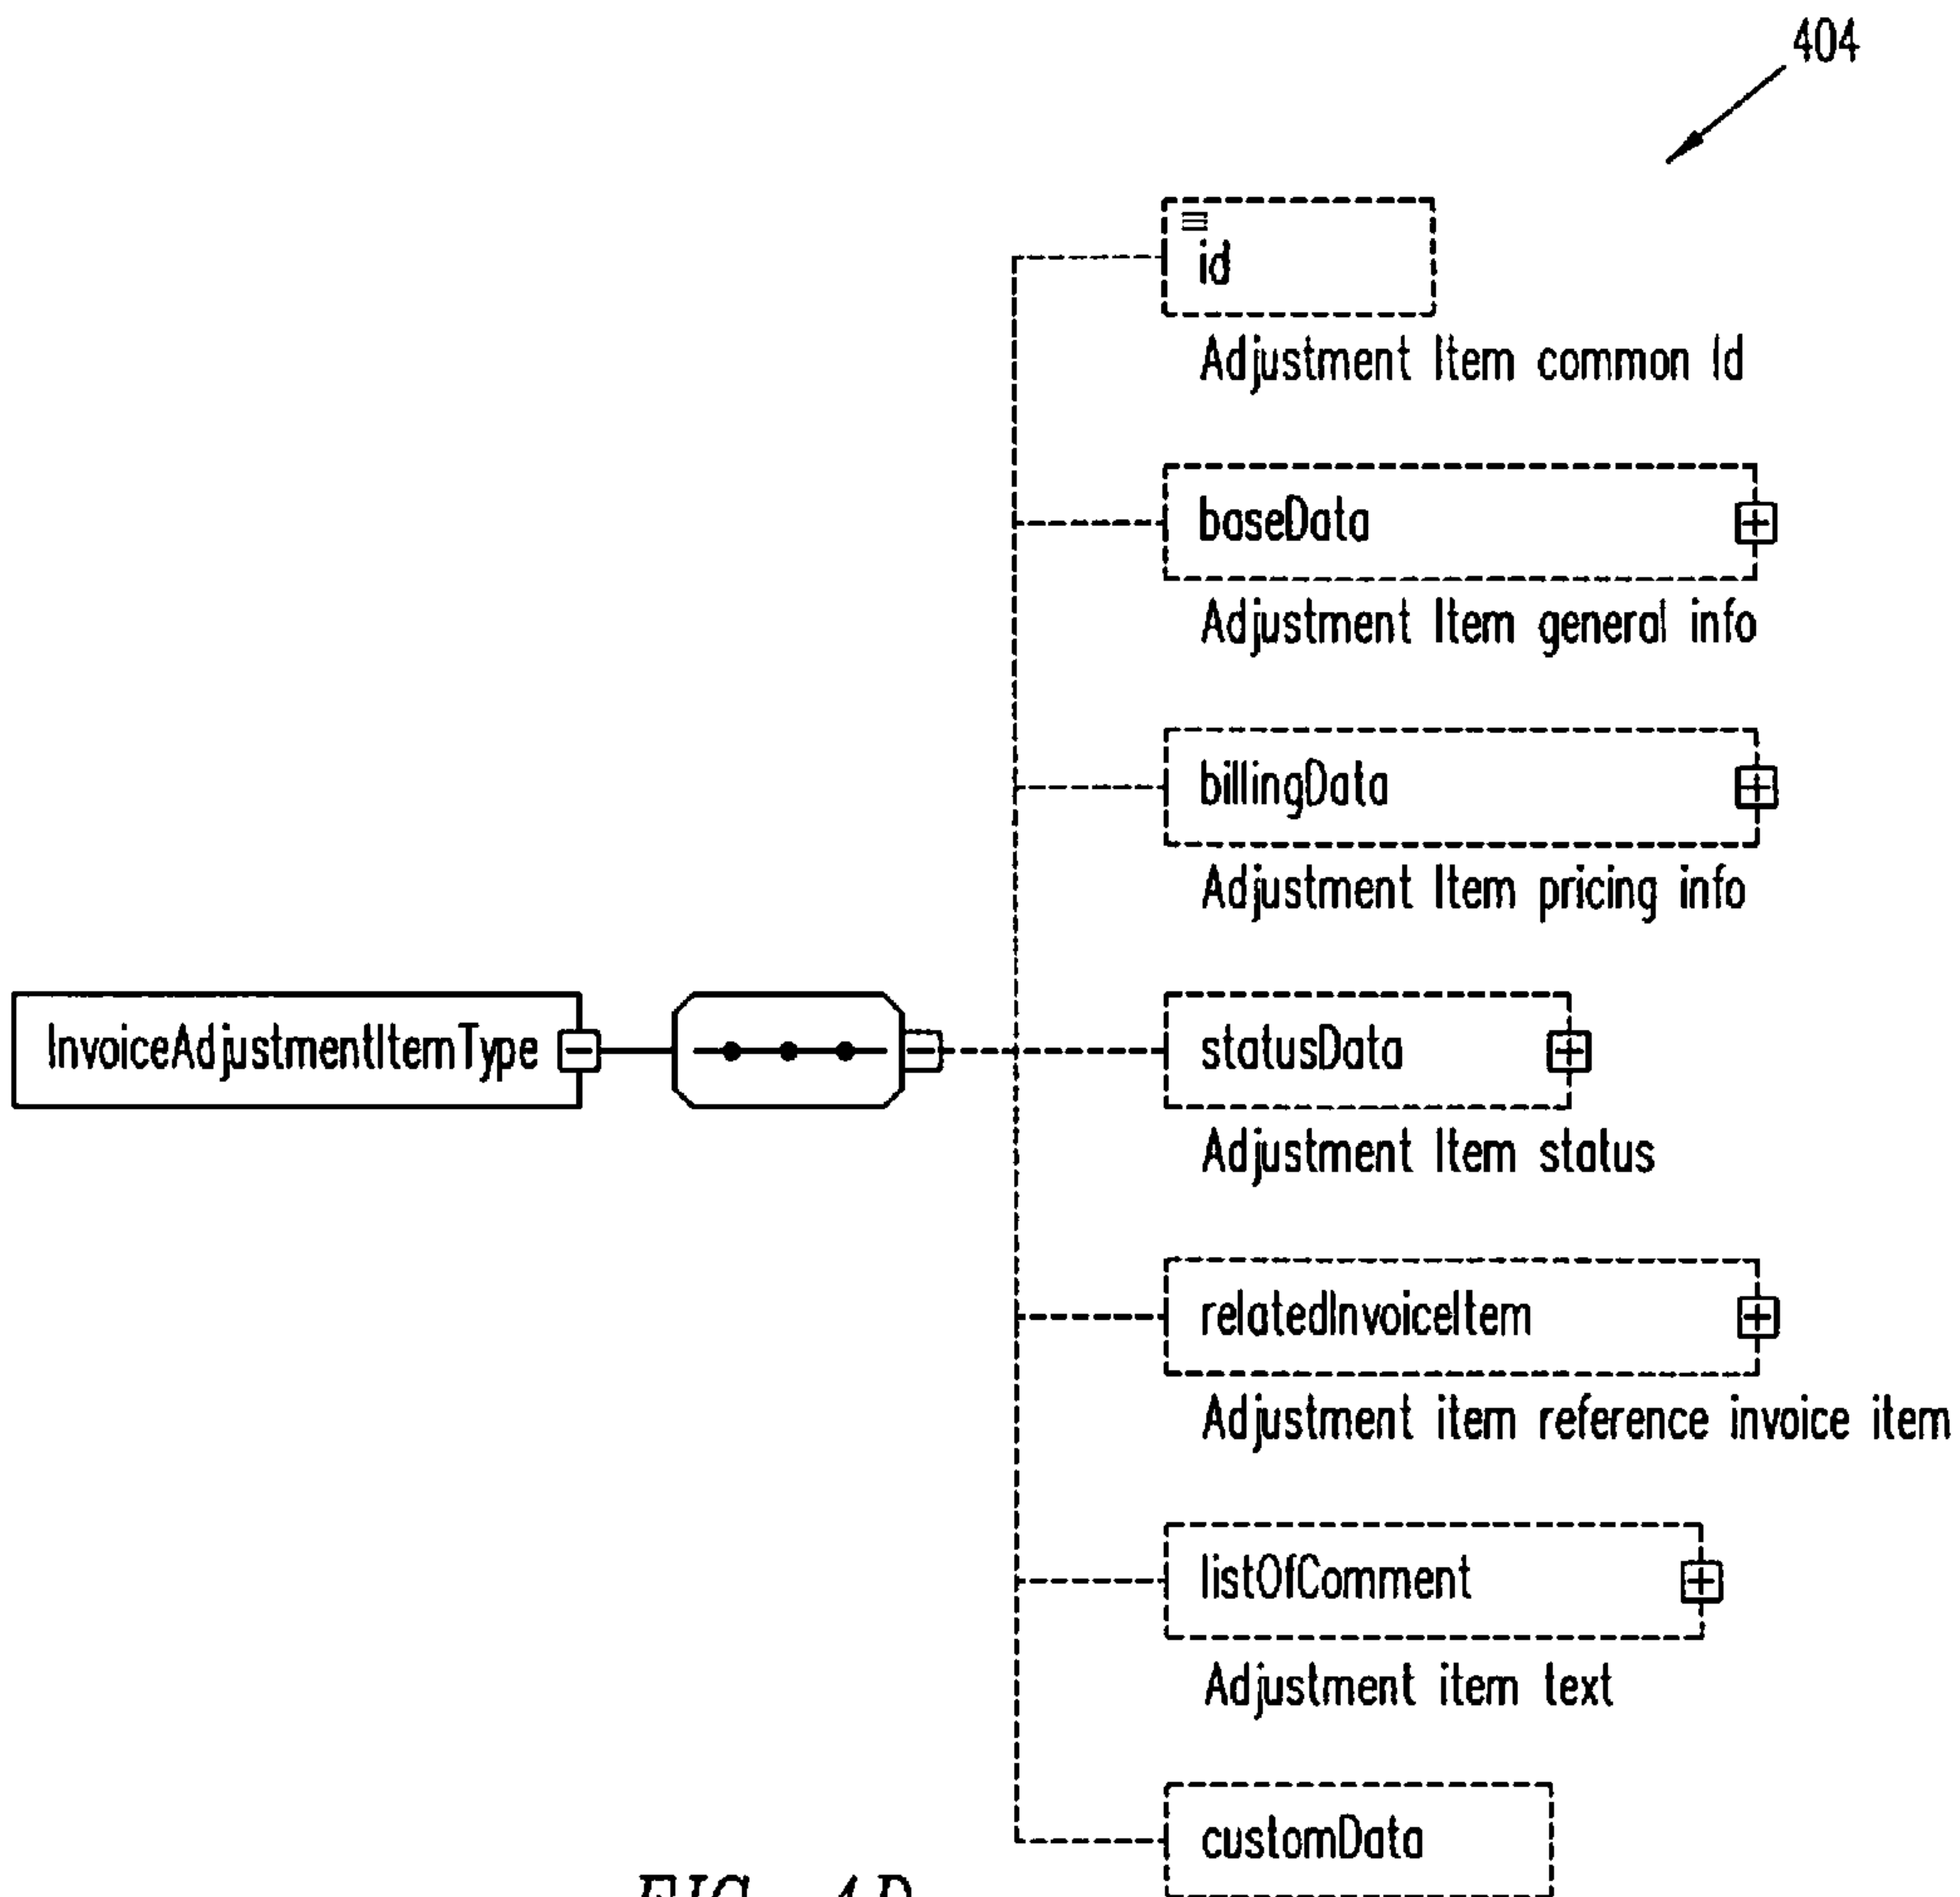 404
id
Adjustment Item common Id
baseData
Adjustment Item general info
billingData
Adjustment Item pricing info
InvoiceAdjustmentItemType
statusData
Adjustment Item status
relatedInvoiceItem
Adjustment item reference invoice item
listOfComment
Adjustment item text
customData
FIG.